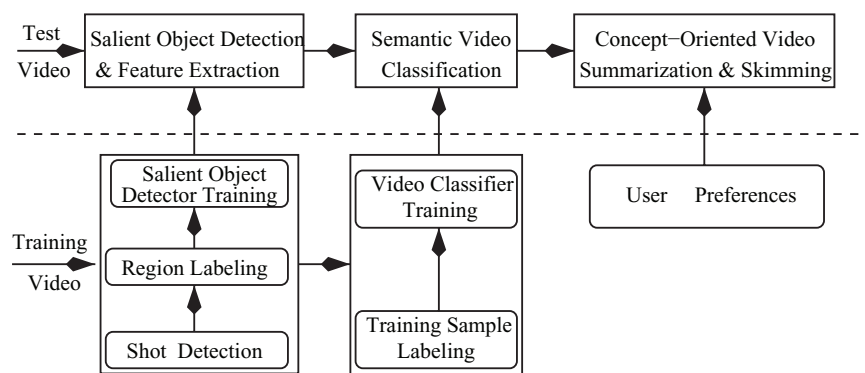 Test
Video
Salient Object Detection
& Feature Extraction
Semantic Video
Classification
Concept−Oriented Video
Summarization & Skimming
Training
Video
Salient Object
Detector Training
Region Labeling
Shot Detection
Video Classifier
Training
Training Sample
Labeling
User Preferences